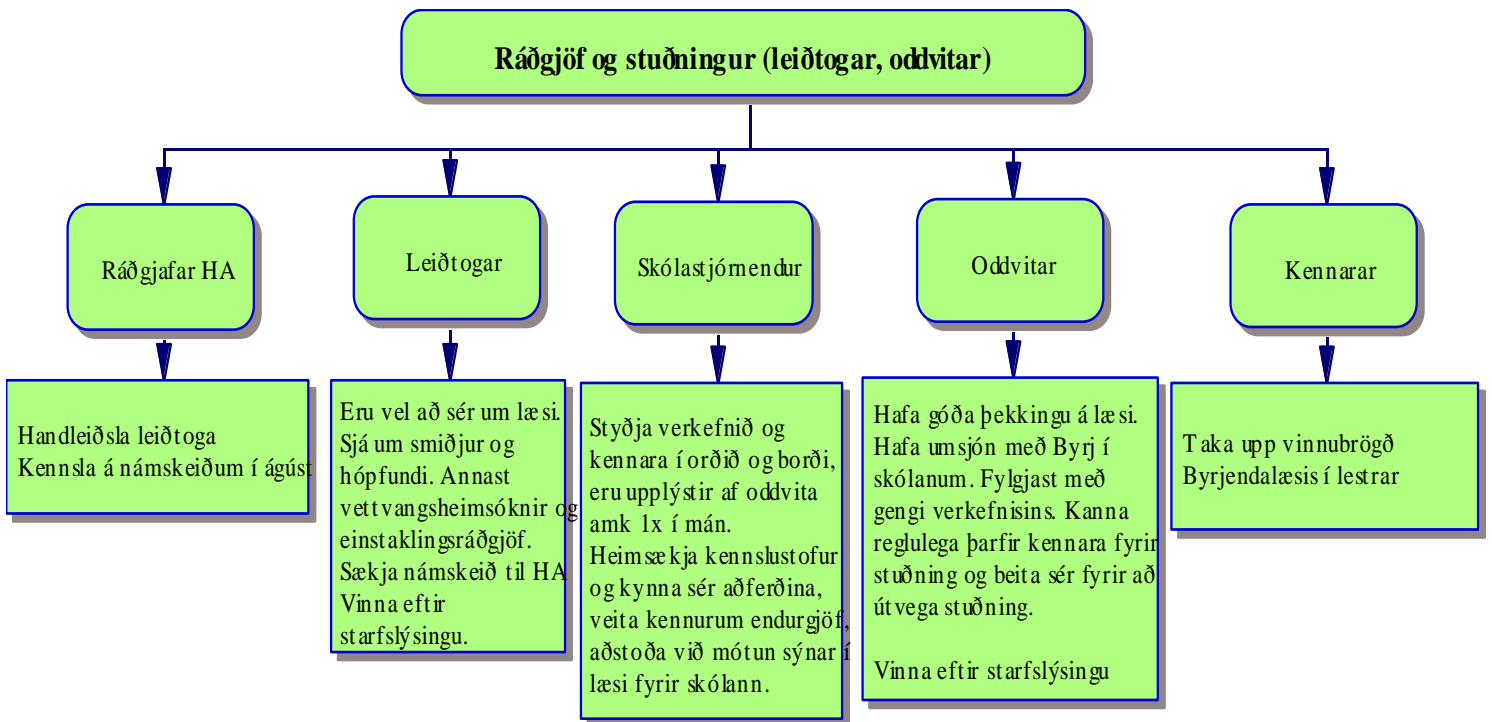 Ráðgjöf og stuðningur (leiðtogar, oddvitar)
Ráðgjafar HA
Leiðtogar
Skólastjórnendur
Oddvitar
Kennarar
Handleiðsla leiðtoga
Kennsla á námskeiðum í ágúst
Eru vel að sér um læsi.
Sjá um smiðjur og
hópfundi. Annast
vettvangsheimsóknir og
einstaklingsráðgjöf.
Sækja námskeið til HA
Vinna eftir
starfslýsingu.
Styðja verkefnið og
kennara í orðið og borði,
eru upplýstir af oddvita
amk 1x í mán.
Heimsækja kennslustofur
og kynna sér aðferðina,
veita kennurum endurgjöf,
aðstoða við mótun sýnar í
læsi fyrir skólann.
Hafa góða þekkingu á læsi.
Hafa umsjón með Byrj í
skólanum. Fylgjast með
gengi verkefnisins. Kanna
reglulega þarfir kennara fyrir
stuðning og beita sér fyrir að
útvega stuðning.
Vinna eftir starfslýsingu
Taka upp vinnubrögð
Byrjendalæsis í lestrar